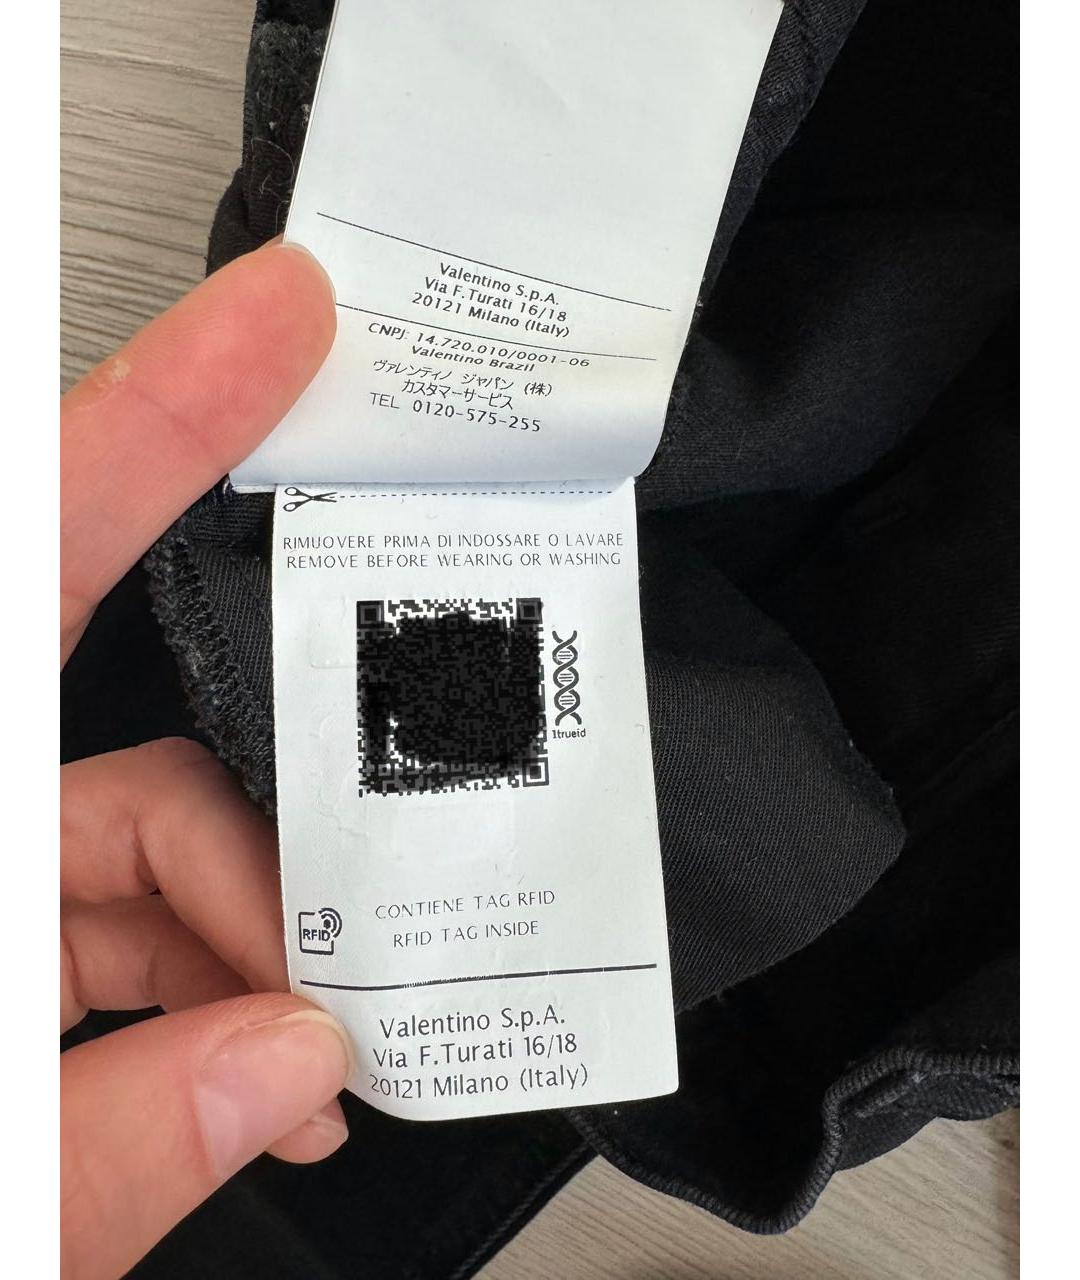 Valentino S.p.A.
Via F.Turati 16/18
20121 Milano (Italy)
CNPJ: 14.720.010/0001-06
Valentino Brazil
ヴァレンティノ ジャパン (株)
カスタマーサービス
TEL 0120-575-255
RIMUOVERE PRIMA DI INDOSSARE O LAVARE
REMOVE BEFORE WEARING OR WASHING
1trueid
CONTIENE TAG RFID
RFID TAG INSIDE
RFID
Valentino S.p.A.
Via F.Turati 16/18
20121 Milano (Italy)